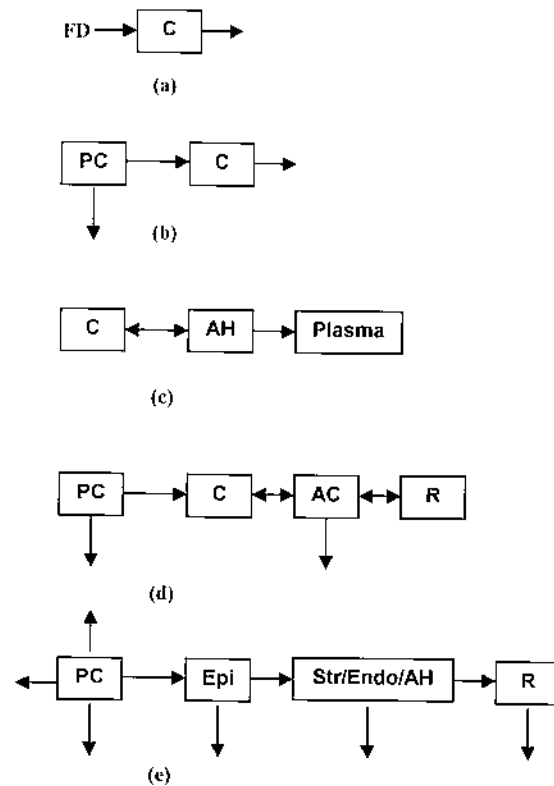 FD C
(a)
PC C
(b)
C AH Plasma
(c)
PC C AC R
(d)
PC Epi Str/Endo/AH R
(e)